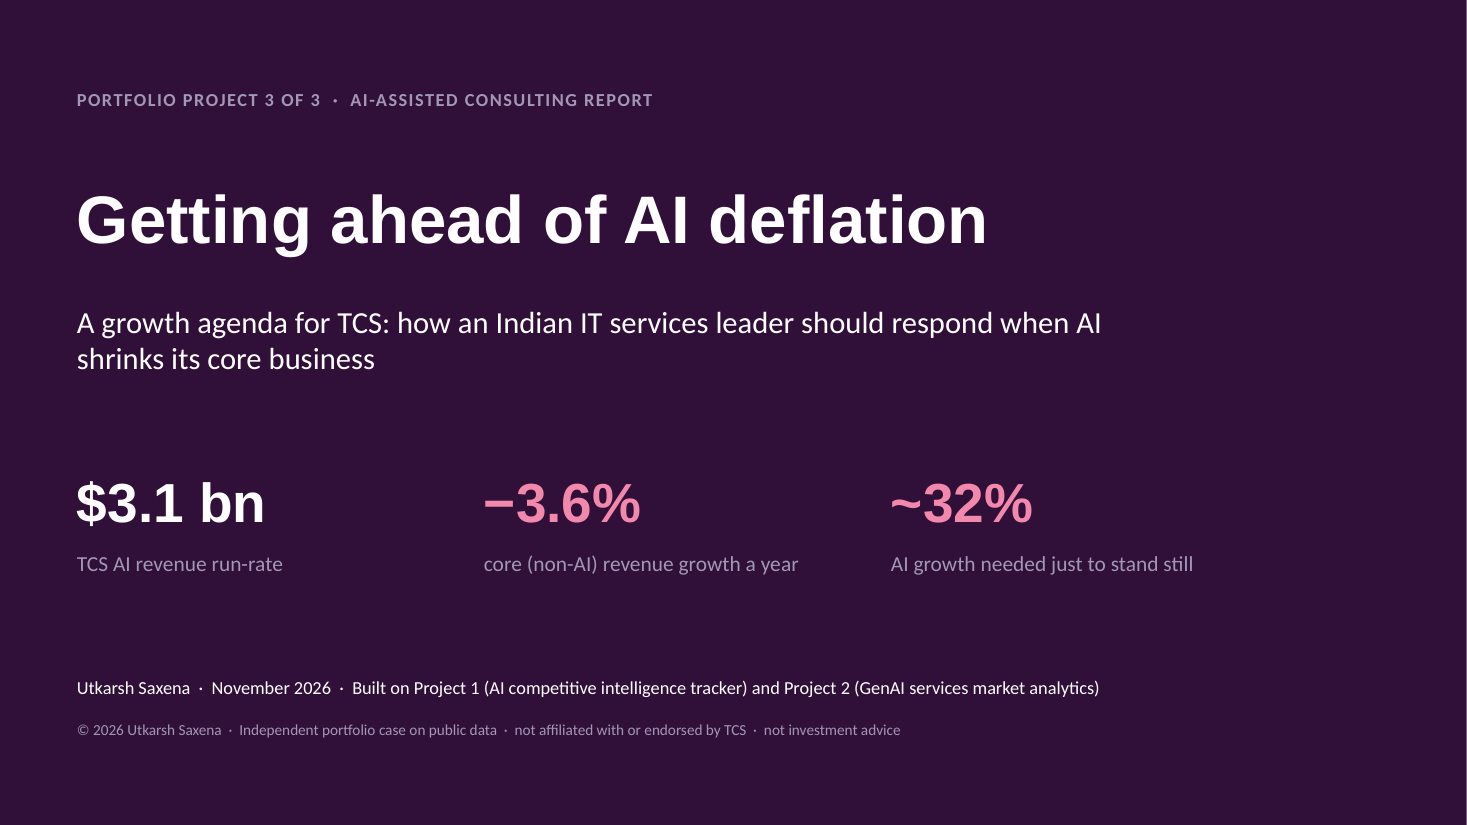 PORTFOLIO PROJECT 3 OF 3 · AI-ASSISTED CONSULTING REPORT
Getting ahead of AI deflation
A growth agenda for TCS: how an Indian IT services leader should respond when AI
shrinks its core business
$3.1 bn
TCS AI revenue run-rate
−3.6%
core (non-AI) revenue growth a year
~32%
AI growth needed just to stand still
Utkarsh Saxena · November 2026 · Built on Project 1 (AI competitive intelligence tracker) and Project 2 (GenAI services market analytics)
© 2026 Utkarsh Saxena · Independent portfolio case on public data · not affiliated with or endorsed by TCS · not investment advice